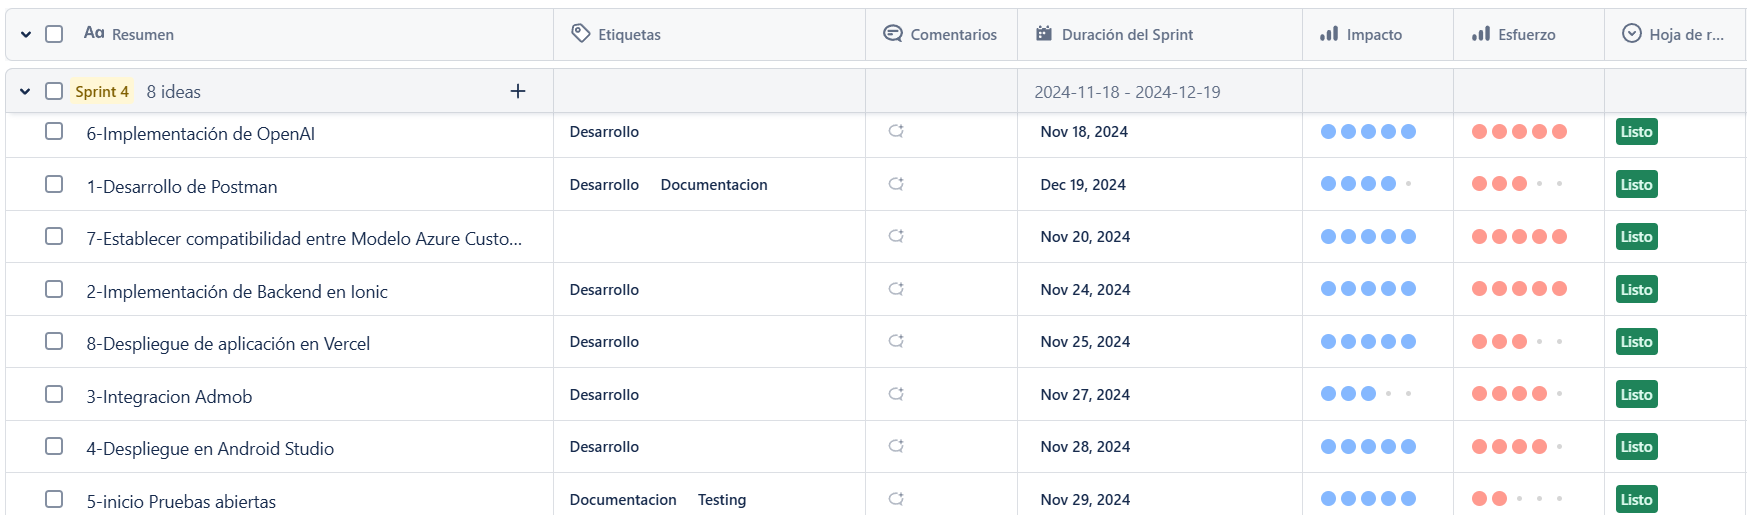 Aa Resumen Etiquetas Comentarios Duración del Sprint Impacto Esfuerzo Hoja de r...
Sprint 4 8 ideas + 2024-11-18 - 2024-12-19
6-Implementación de OpenAI Desarrollo Nov 18, 2024 Listo
1-Desarrollo de Postman Desarrollo Documentacion Dec 19, 2024 Listo
7-Establecer compatibilidad entre Modelo Azure Custo... Nov 20, 2024 Listo
2-Implementación de Backend en Ionic Desarrollo Nov 24, 2024 Listo
8-Despliegue de aplicación en Vercel Desarrollo Nov 25, 2024 Listo
3-Integracion Admob Desarrollo Nov 27, 2024 Listo
4-Despliegue en Android Studio Desarrollo Nov 28, 2024 Listo
5-inicio Pruebas abiertas Documentacion Testing Nov 29, 2024 Listo